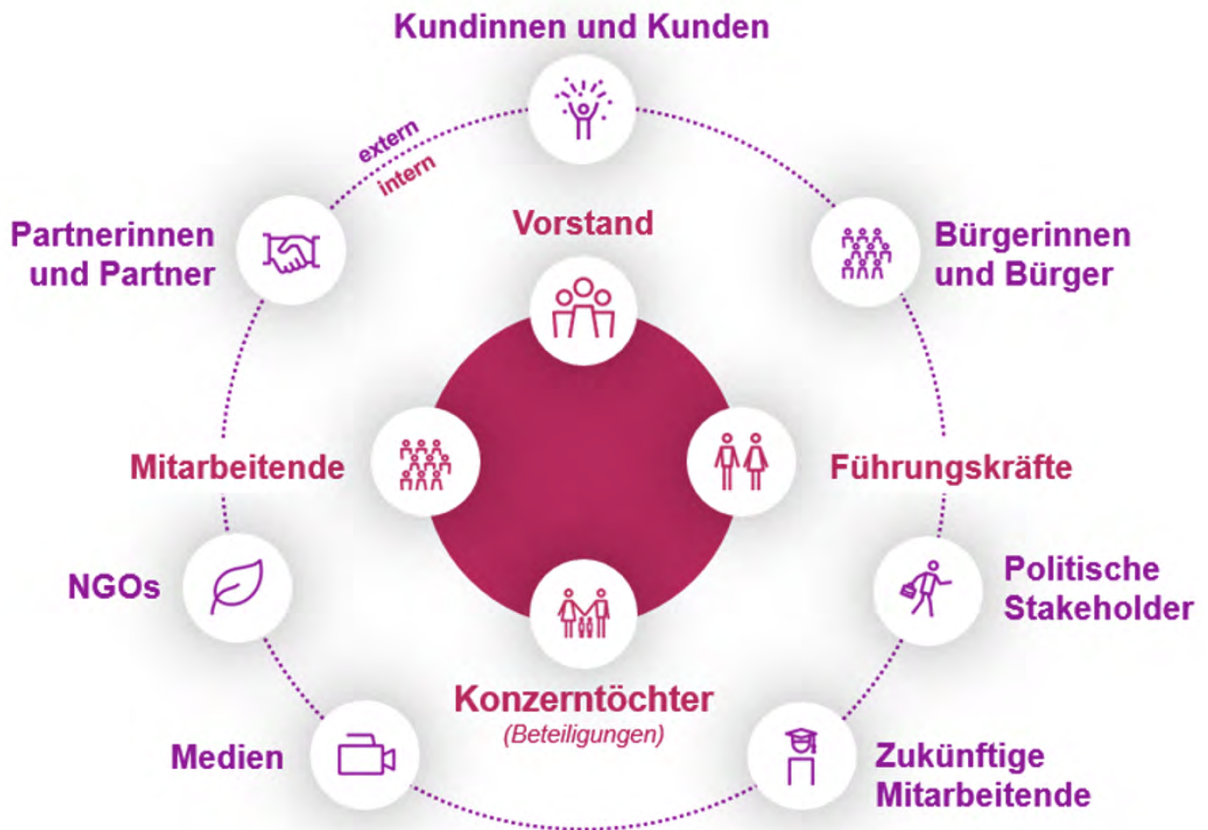 Kundinnen und Kunden
extern
intern
Partnerinnen
und Partner
Vorstand
Bürgerinnen
und Bürger
Mitarbeitende
Führungskräfte
NGOs
Politische
Stakeholder
Konzerntöchter
(Beteiligungen)
Medien
Zukünftige
Mitarbeitende